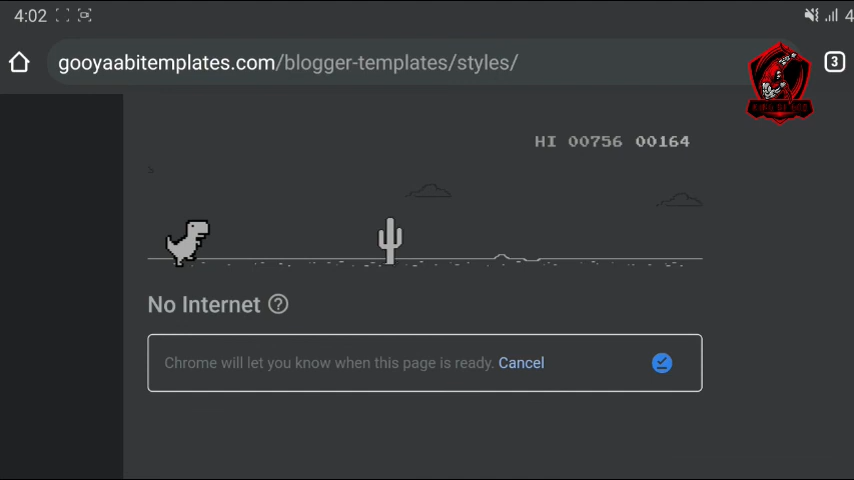 4:02
4
gooyaabitemplates.com/blogger-templates/styles/
3
HI 00756 00164
No Internet ?
Chrome will let you know when this page is ready. Cancel